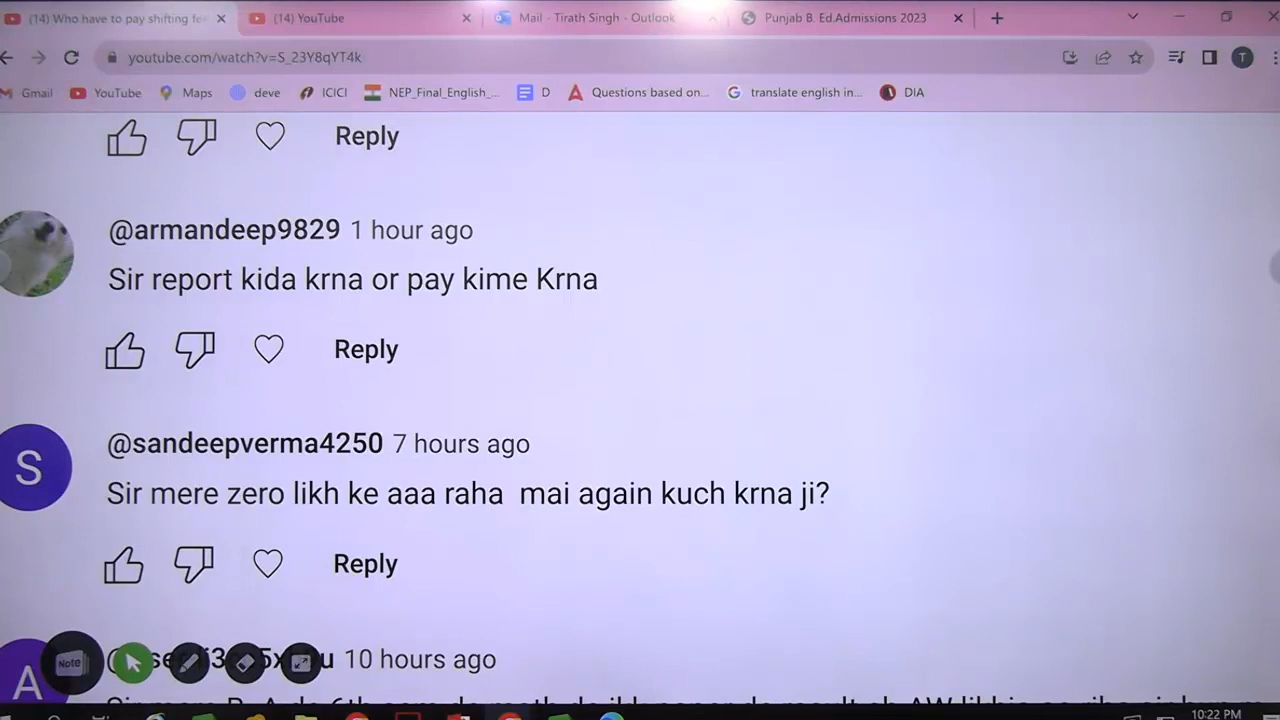 (14) Who have to pay shifting fe
(14) YouTube
Mail - Tirath Singh - Outlook
Punjab B. Ed.Admissions 2023
youtube.com/watch?v=S_23Y8qYT4k
T
Gmail
YouTube
Maps
deve
ICICI
NEP_Final_English_...
D
Questions based on...
translate english in...
DIA
Reply
@armandeep9829 1 hour ago
Sir report kida krna or pay kime Krna
Reply
S
@sandeepverma4250 7 hours ago
Sir mere zero likh ke aaa raha mai again kuch krna ji?
Reply
A
Note
10 hours ago
10:22 PM